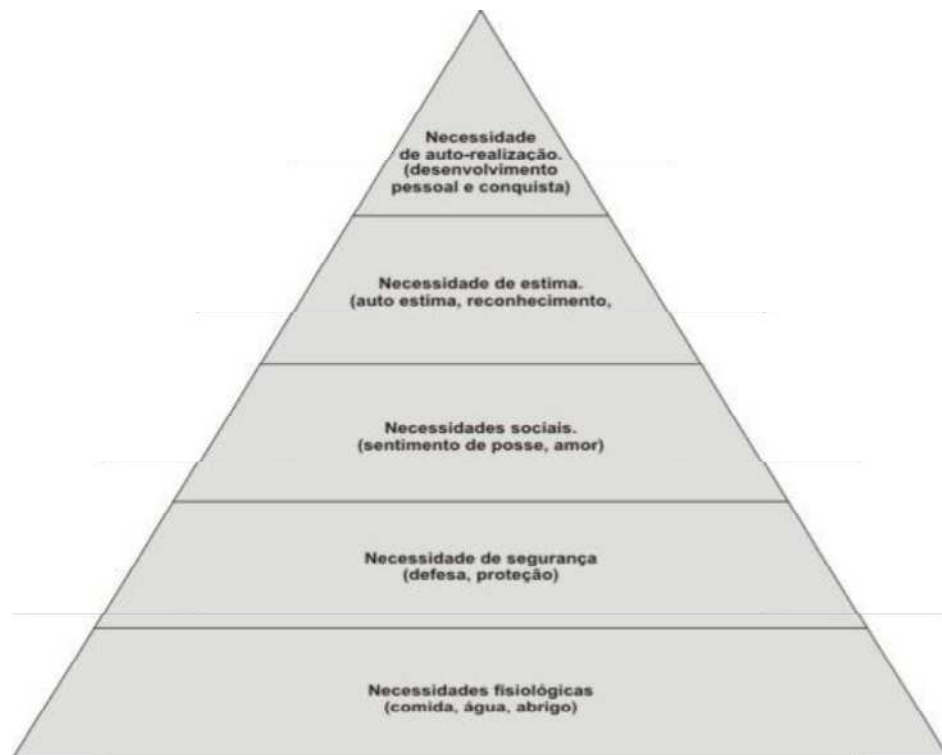 Necessidade
de auto-realização.
(desenvolvimento
pessoal e conquista)
Necessidade de estima.
(auto estima, reconhecimento,
Necessidades sociais.
(sentimento de posse, amor)
Necessidade de segurança
(defesa, proteção)
Necessidades fisiológicas
(comida, água, abrigo)